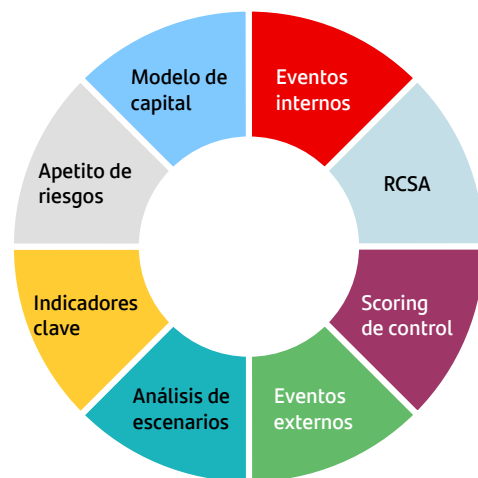 Modelo de
capital
Eventos
internos
RCSA
Scoring
de control
Eventos
externos
Análisis de
escenarios
Indicadores
clave
Apetito de
riesgos